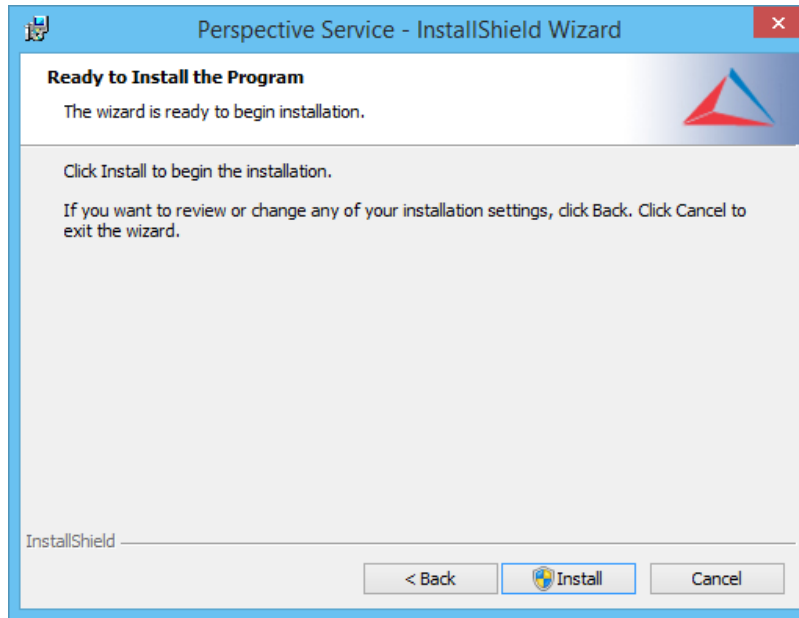 Perspective Service - InstallShield Wizard
Ready to Install the Program
The wizard is ready to begin installation.
Click Install to begin the installation.
If you want to review or change any of your installation settings, click Back. Click Cancel to
exit the wizard.
InstallShield
< Back
Install
Cancel